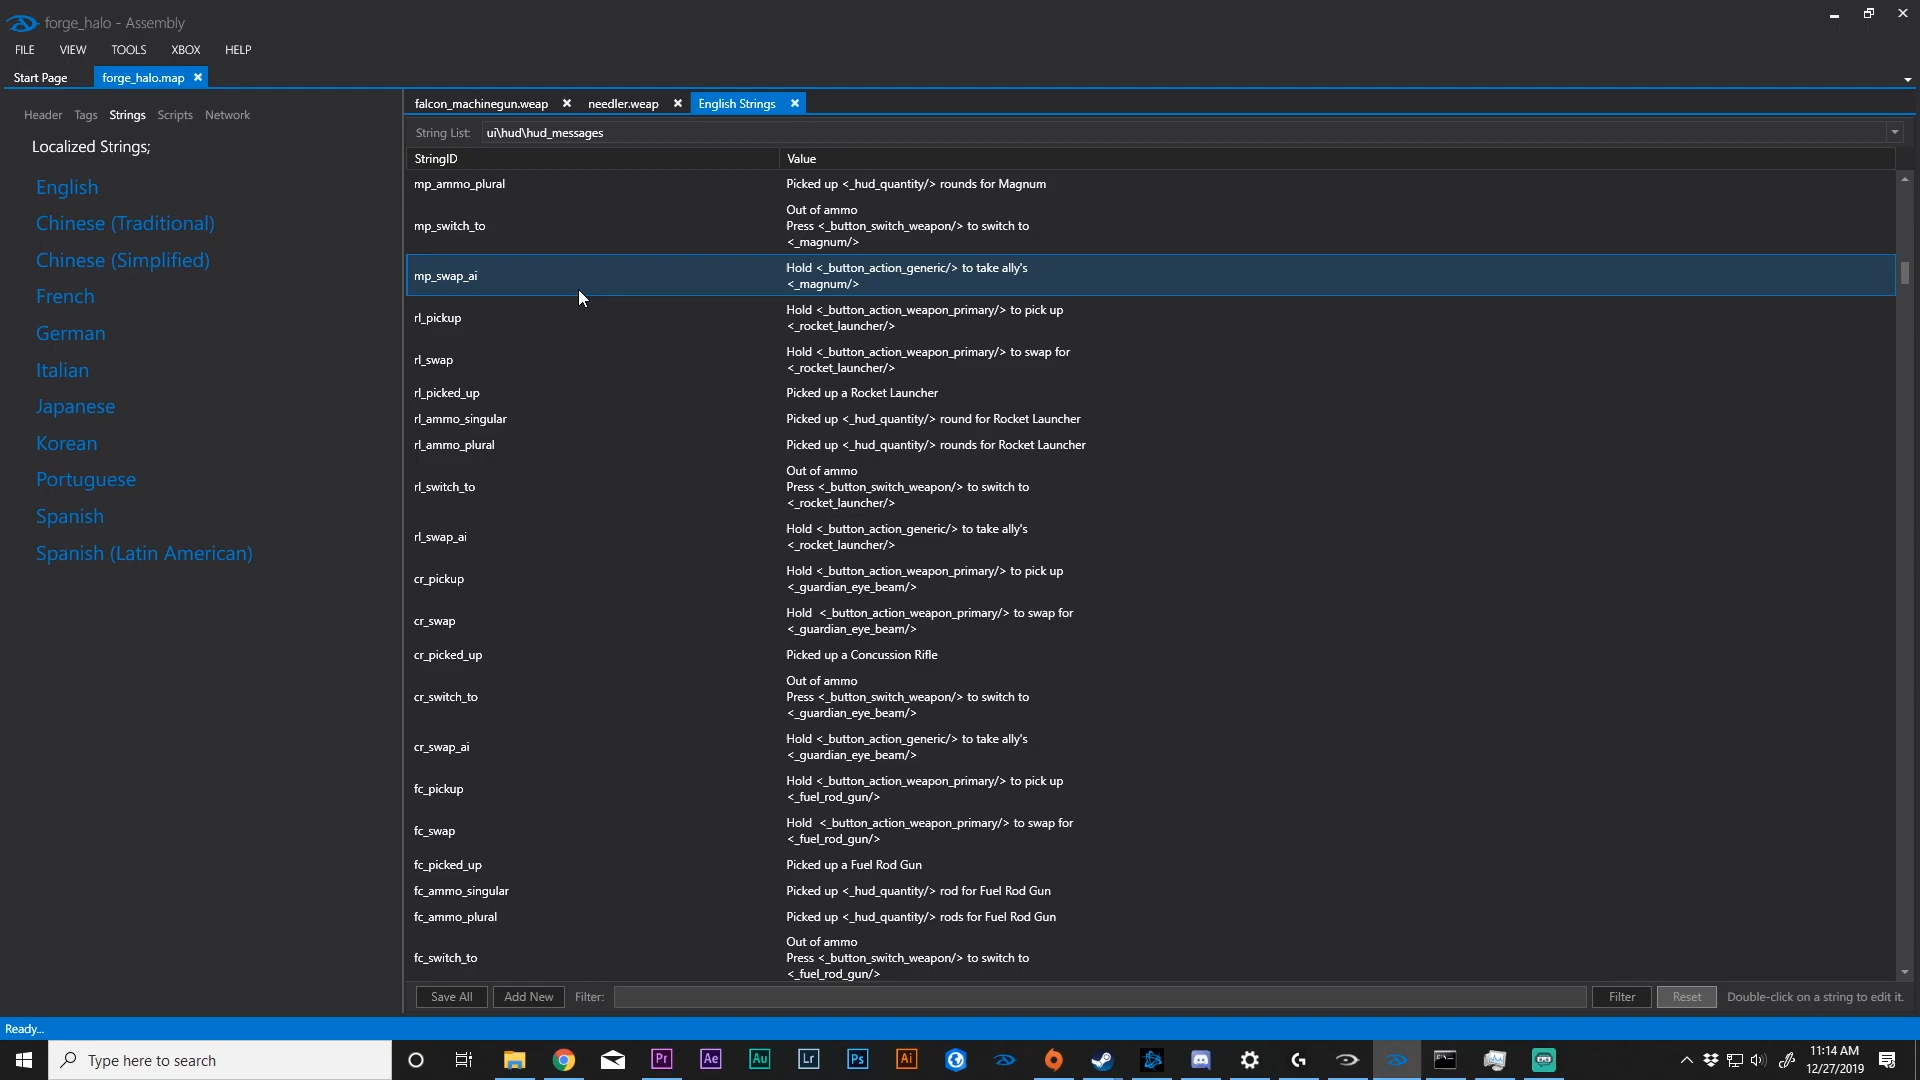 forge_halo - Assembly
FILE VIEW TOOLS XBOX HELP
Start Page forge_halo.map
Header Tags Strings Scripts Network
Localized Strings;
English
Chinese (Traditional)
Chinese (Simplified)
French
German
Italian
Japanese
Korean
Portuguese
Spanish
Spanish (Latin American)
falcon_machinegun.weap needler.weap English Strings
String List: ui\hud\hud_messages
StringID Value
mp_ammo_plural Picked up <_hud_quantity/> rounds for Magnum
mp_switch_to Out of ammo
Press <_button_switch_weapon/> to switch to
<_magnum/>
mp_swap_ai Hold <_button_action_generic/> to take ally's
<_magnum/>
rl_pickup Hold <_button_action_weapon_primary/> to pick up
<_rocket_launcher/>
rl_swap Hold <_button_action_weapon_primary/> to swap for
<_rocket_launcher/>
rl_picked_up Picked up a Rocket Launcher
rl_ammo_singular Picked up <_hud_quantity/> round for Rocket Launcher
rl_ammo_plural Picked up <_hud_quantity/> rounds for Rocket Launcher
rl_switch_to Out of ammo
Press <_button_switch_weapon/> to switch to
<_rocket_launcher/>
rl_swap_ai Hold <_button_action_generic/> to take ally's
<_rocket_launcher/>
cr_pickup Hold <_button_action_weapon_primary/> to pick up
<_guardian_eye_beam/>
cr_swap Hold  <_button_action_weapon_primary/> to swap for
<_guardian_eye_beam/>
cr_picked_up Picked up a Concussion Rifle
cr_switch_to Out of ammo
Press <_button_switch_weapon/> to switch to
<_guardian_eye_beam/>
cr_swap_ai Hold <_button_action_generic/> to take ally's
<_guardian_eye_beam/>
fc_pickup Hold <_button_action_weapon_primary/> to pick up
<_fuel_rod_gun/>
fc_swap Hold  <_button_action_weapon_primary/> to swap for
<_fuel_rod_gun/>
fc_picked_up Picked up a Fuel Rod Gun
fc_ammo_singular Picked up <_hud_quantity/> rod for Fuel Rod Gun
fc_ammo_plural Picked up <_hud_quantity/> rods for Fuel Rod Gun
fc_switch_to Out of ammo
Press <_button_switch_weapon/> to switch to
<_fuel_rod_gun/>
Save All Add New Filter: Filter Reset Double-click on a string to edit it.
Ready...
Type here to search
Pr Ae Au Lr Ps Ai
11:14 AM
12/27/2019